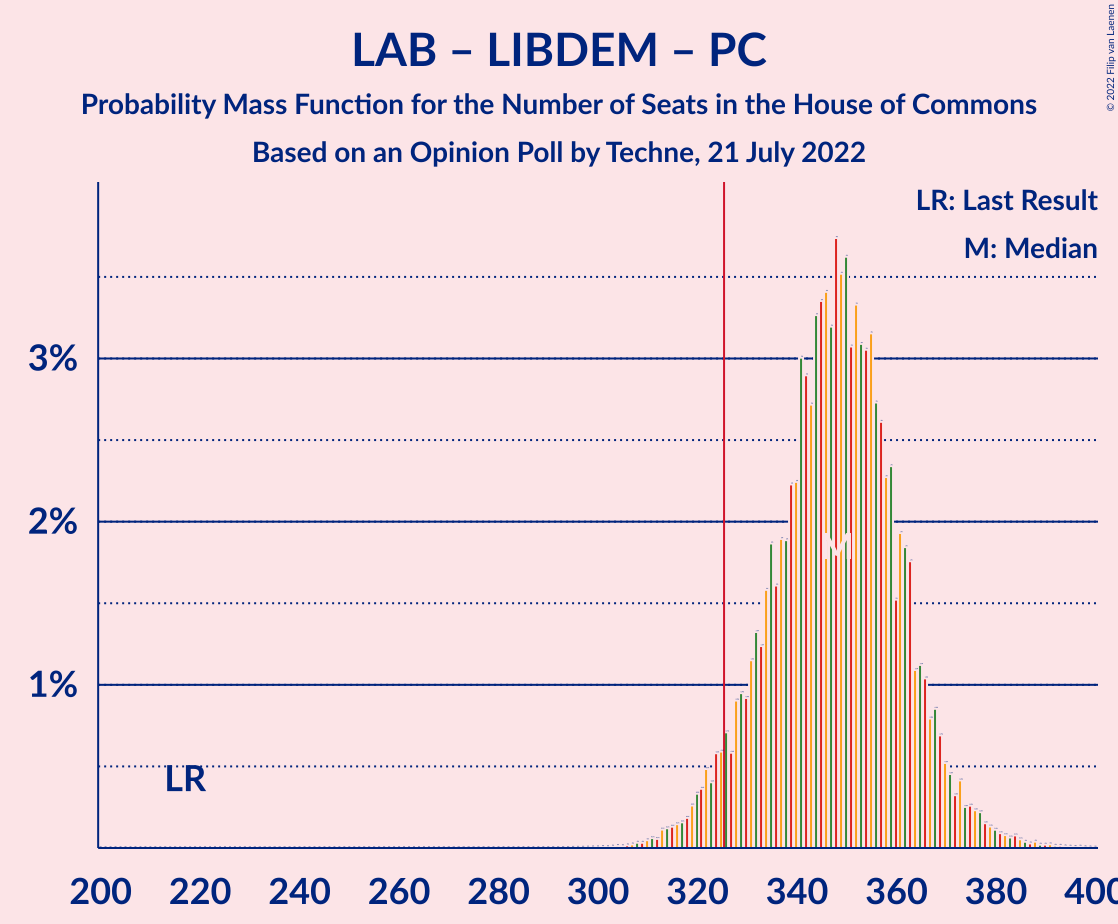 LAB – LIBDEM – PC
Probability Mass Function for the Number of Seats in the House of Commons
Based on an Opinion Poll by Techne, 21 July 2022
© 2022 Filip van Laenen
LR: Last Result
M: Median
3%
2%
1%
LR
200 220 240 260 280 300 320 340 360 380 400